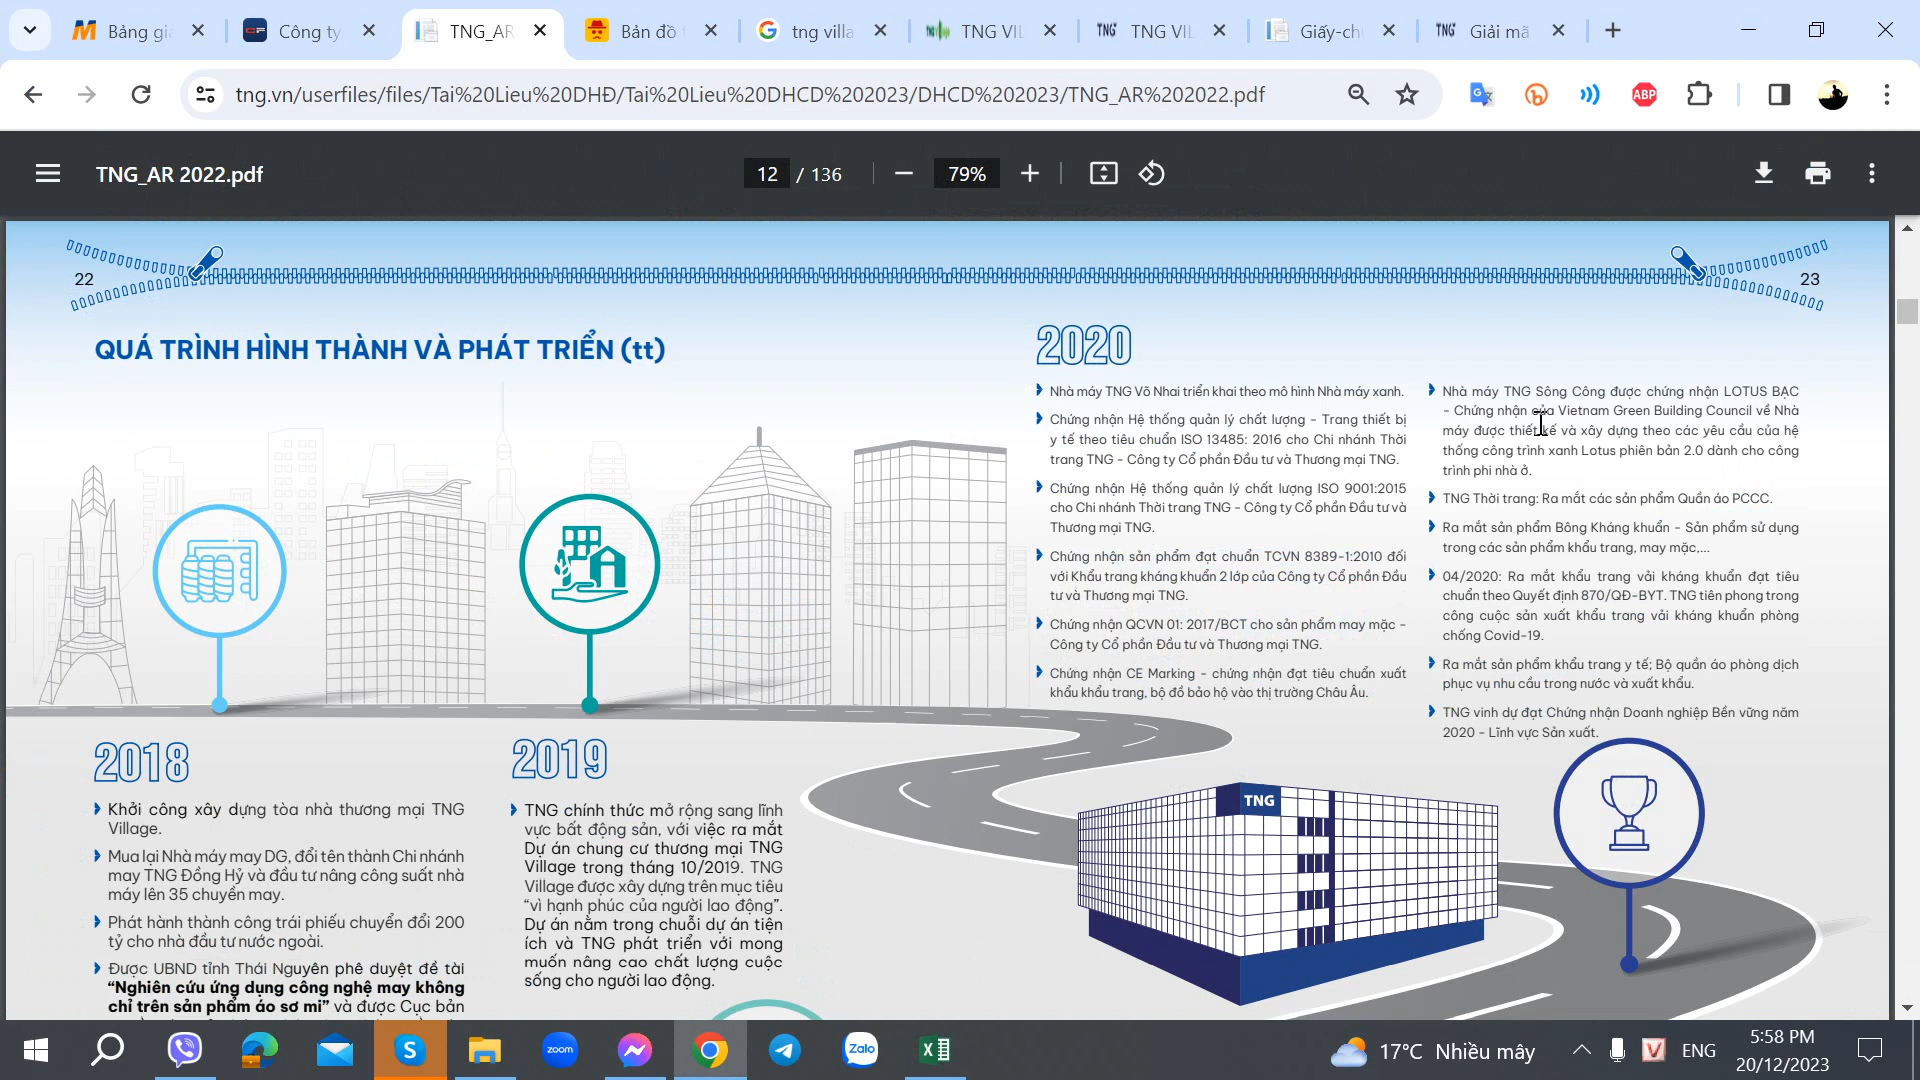 Bảng gi
Công ty
TNG_AR
Bản đồ
tng villa
TNG VIL
TNG VIL
Giấy-ch
Giải mã
tng.vn/userfiles/files/Tai%20Lieu%20DHĐ/Tai%20Lieu%20DHCD%202023/DHCD%202023/TNG_AR%202022.pdf
ABP
TNG_AR 2022.pdf
12 / 136
79%
22
23
QUÁ TRÌNH HÌNH THÀNH VÀ PHÁT TRIỂN (tt)
2018
Khởi công xây dựng tòa nhà thương mại TNG
Village.
Mua lại Nhà máy may DG, đổi tên thành Chi nhánh
may TNG Đồng Hỷ và đầu tư nâng công suất nhà
máy lên 35 chuyền may.
Phát hành thành công trái phiếu chuyển đổi 200
tỷ cho nhà đầu tư nước ngoài.
Được UBND tỉnh Thái Nguyên phê duyệt đề tài
“Nghiên cứu ứng dụng công nghệ may không
chỉ trên sản phẩm áo sơ mi” và được Cục bản
2019
TNG chính thức mở rộng sang lĩnh
vực bất động sản, với việc ra mắt
Dự án chung cư thương mại TNG
Village trong tháng 10/2019. TNG
Village được xây dựng trên mục tiêu
“vì hạnh phúc của người lao động”.
Dự án nằm trong chuỗi dự án tiện
ích và TNG phát triển với mong
muốn nâng cao chất lượng cuộc
sống cho người lao động.
2020
Nhà máy TNG Võ Nhai triển khai theo mô hình Nhà máy xanh.
Chứng nhận Hệ thống quản lý chất lượng - Trang thiết bị
y tế theo tiêu chuẩn ISO 13485: 2016 cho Chi nhánh Thời
trang TNG - Công ty Cổ phần Đầu tư và Thương mại TNG.
Chứng nhận Hệ thống quản lý chất lượng ISO 9001:2015
cho Chi nhánh Thời trang TNG - Công ty Cổ phần Đầu tư và
Thương mại TNG.
Chứng nhận sản phẩm đạt chuẩn TCVN 8389-1:2010 đối
với Khẩu trang kháng khuẩn 2 lớp của Công ty Cổ phần Đầu
tư và Thương mại TNG.
Chứng nhận QCVN 01: 2017/BCT cho sản phẩm may mặc -
Công ty Cổ phần Đầu tư và Thương mại TNG.
Chứng nhận CE Marking - chứng nhận đạt tiêu chuẩn xuất
khẩu khẩu trang, bộ đồ bảo hộ vào thị trường Châu Âu.
Nhà máy TNG Sông Công được chứng nhận LOTUS BẠC
- Chứng nhận của Vietnam Green Building Council về Nhà
máy được thiết kế và xây dựng theo các yêu cầu của hệ
thống công trình xanh Lotus phiên bản 2.0 dành cho công
trình phi nhà ở.
TNG Thời trang: Ra mắt các sản phẩm Quần áo PCCC.
Ra mắt sản phẩm Bông Kháng khuẩn - Sản phẩm sử dụng
trong các sản phẩm khẩu trang, may mặc,...
04/2020: Ra mắt khẩu trang vải kháng khuẩn đạt tiêu
chuẩn theo Quyết định 870/QĐ-BYT. TNG tiên phong trong
công cuộc sản xuất khẩu trang vải kháng khuẩn phòng
chống Covid-19.
Ra mắt sản phẩm khẩu trang y tế; Bộ quần áo phòng dịch
phục vụ nhu cầu trong nước và xuất khẩu.
TNG vinh dự đạt Chứng nhận Doanh nghiệp Bền vững năm
2020 - Lĩnh vực Sản xuất.
TNG
zoom
Zalo
17°C Nhiều mây
ENG
5:58 PM
20/12/2023